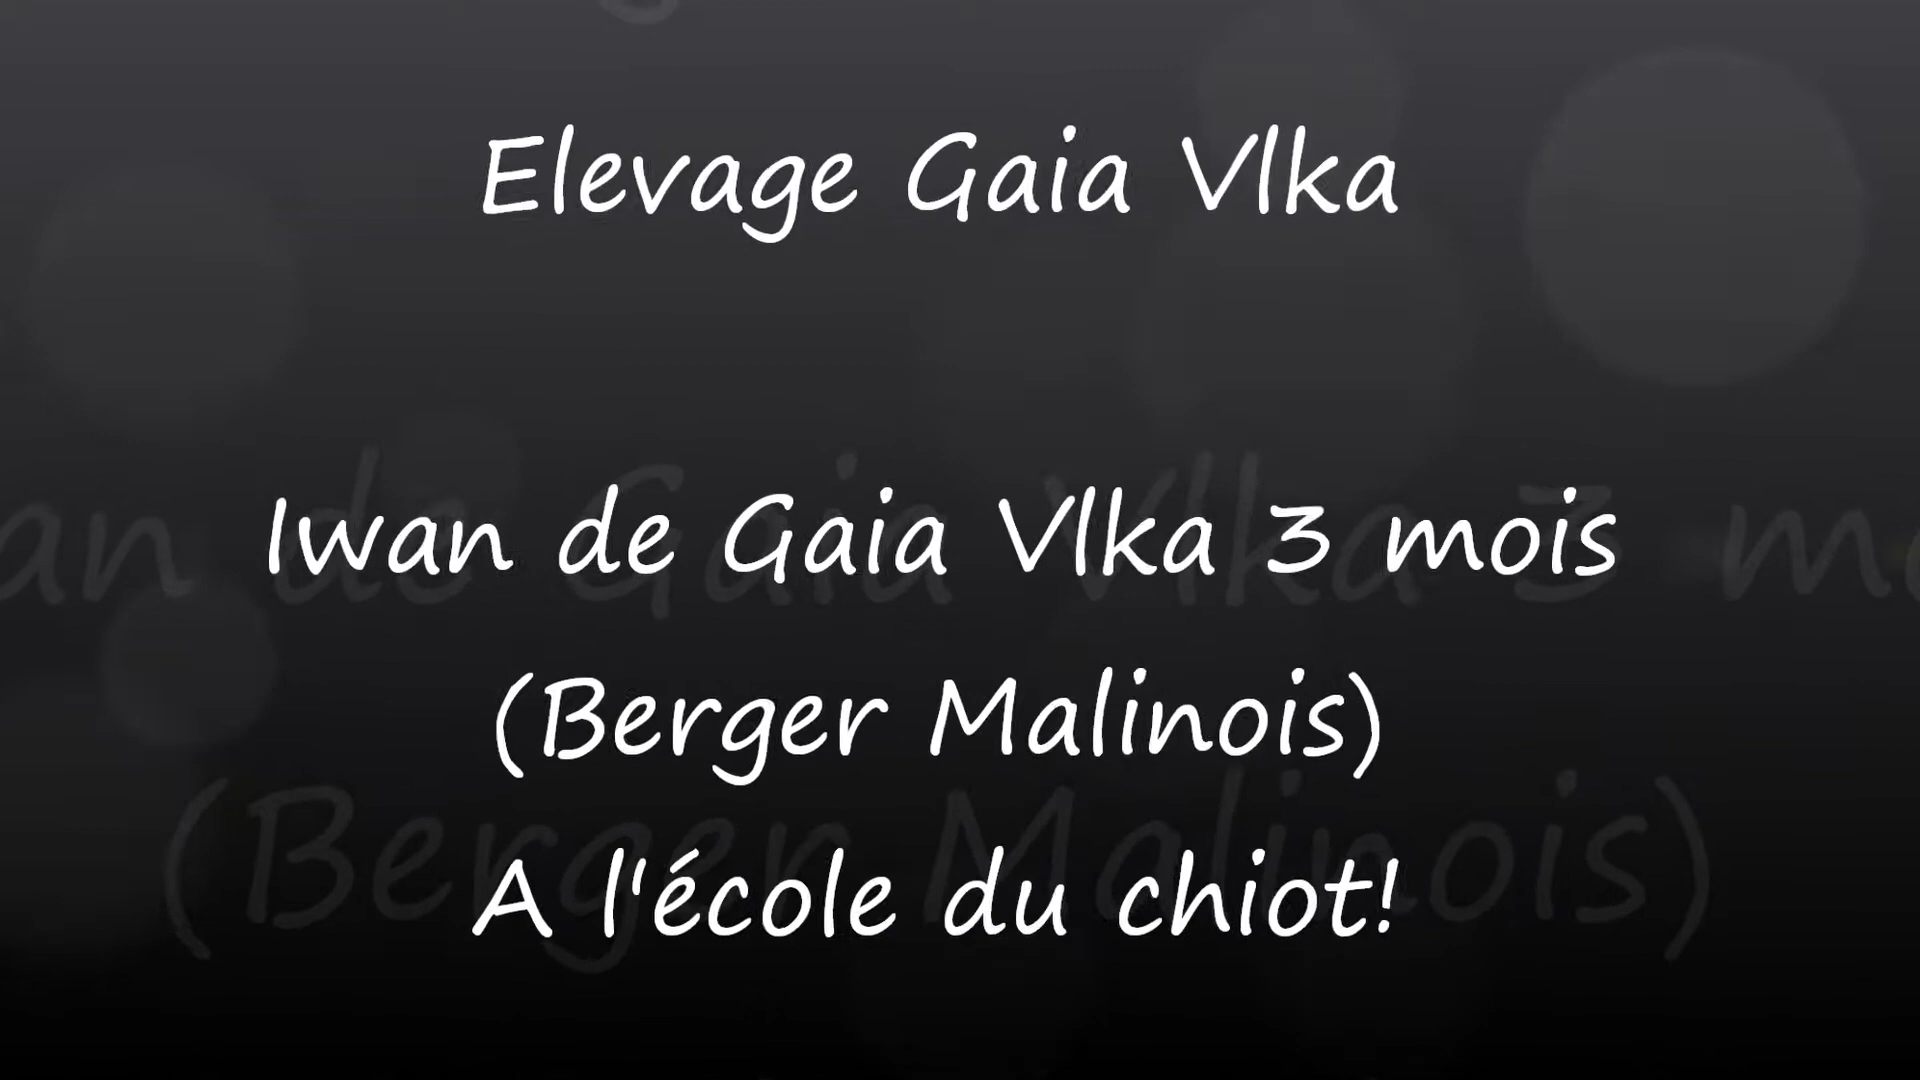 Elevage Gaia Vlka
Iwan de Gaia Vlka 3 mois
(Berger Malinois)
A l'école du chiot!